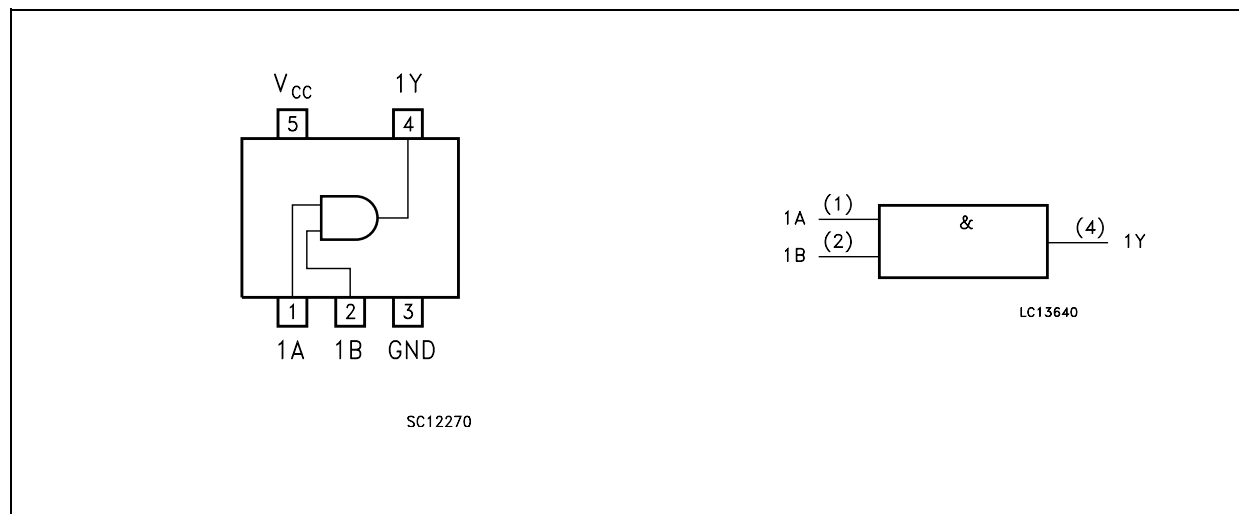 VCC 1Y
5 4
1 2 3
1A 1B GND
SC12270
1A (1) & (4) 1Y
1B (2)
LC13640